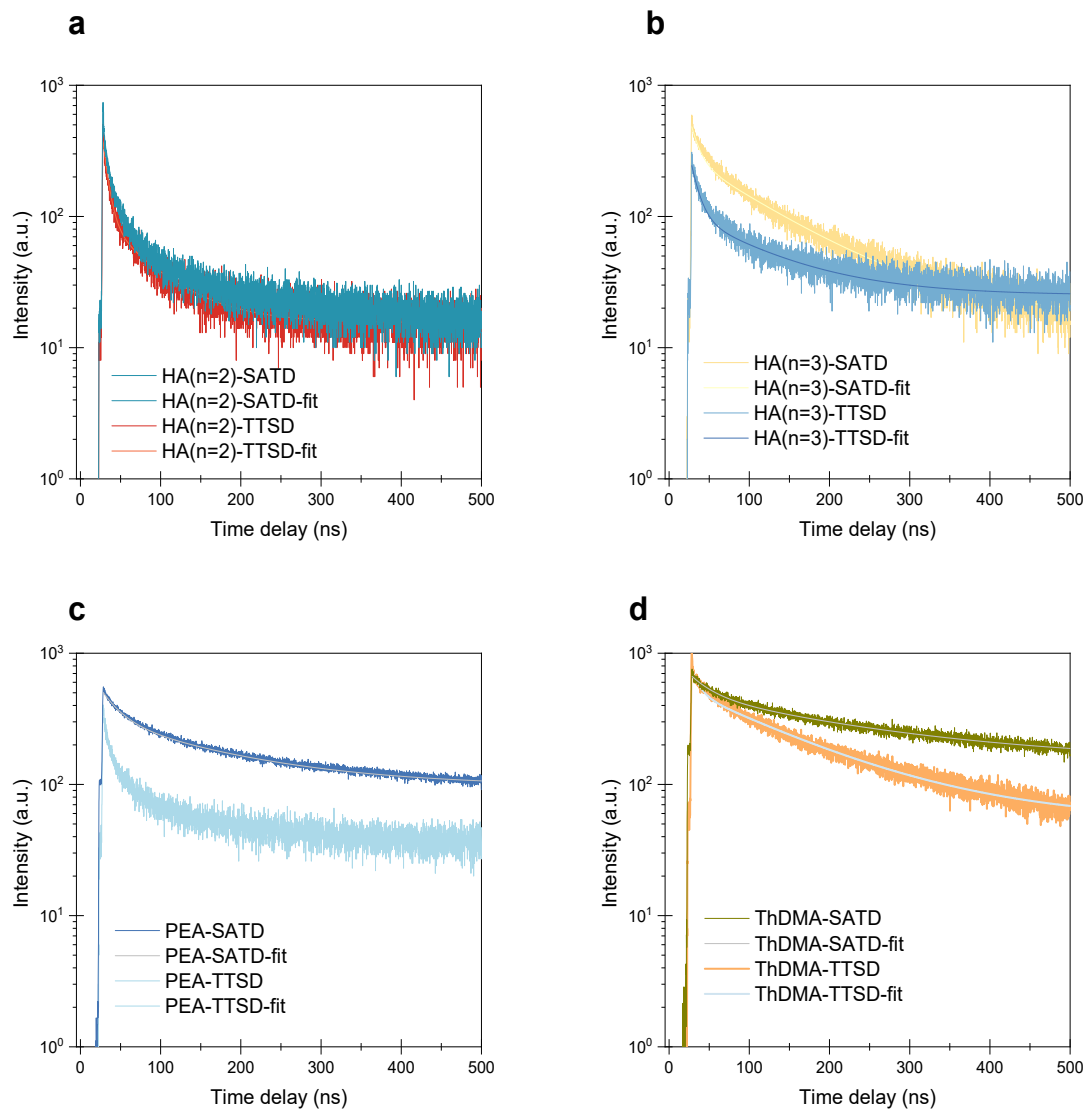 a
b
10³
10²
10¹
10⁰
Intensity (a.u.)
HA(n=2)-SATD
HA(n=2)-SATD-fit
HA(n=2)-TTSD
HA(n=2)-TTSD-fit
0 100 200 300 400 500
Time delay (ns)
10³
10²
10¹
10⁰
Intensity (a.u.)
HA(n=3)-SATD
HA(n=3)-SATD-fit
HA(n=3)-TTSD
HA(n=3)-TTSD-fit
0 100 200 300 400 500
Time delay (ns)
c
d
10³
10²
10¹
10⁰
Intensity (a.u.)
PEA-SATD
PEA-SATD-fit
PEA-TTSD
PEA-TTSD-fit
0 100 200 300 400 500
Time delay (ns)
10³
10²
10¹
10⁰
Intensity (a.u.)
ThDMA-SATD
ThDMA-SATD-fit
ThDMA-TTSD
ThDMA-TTSD-fit
0 100 200 300 400 500
Time delay (ns)